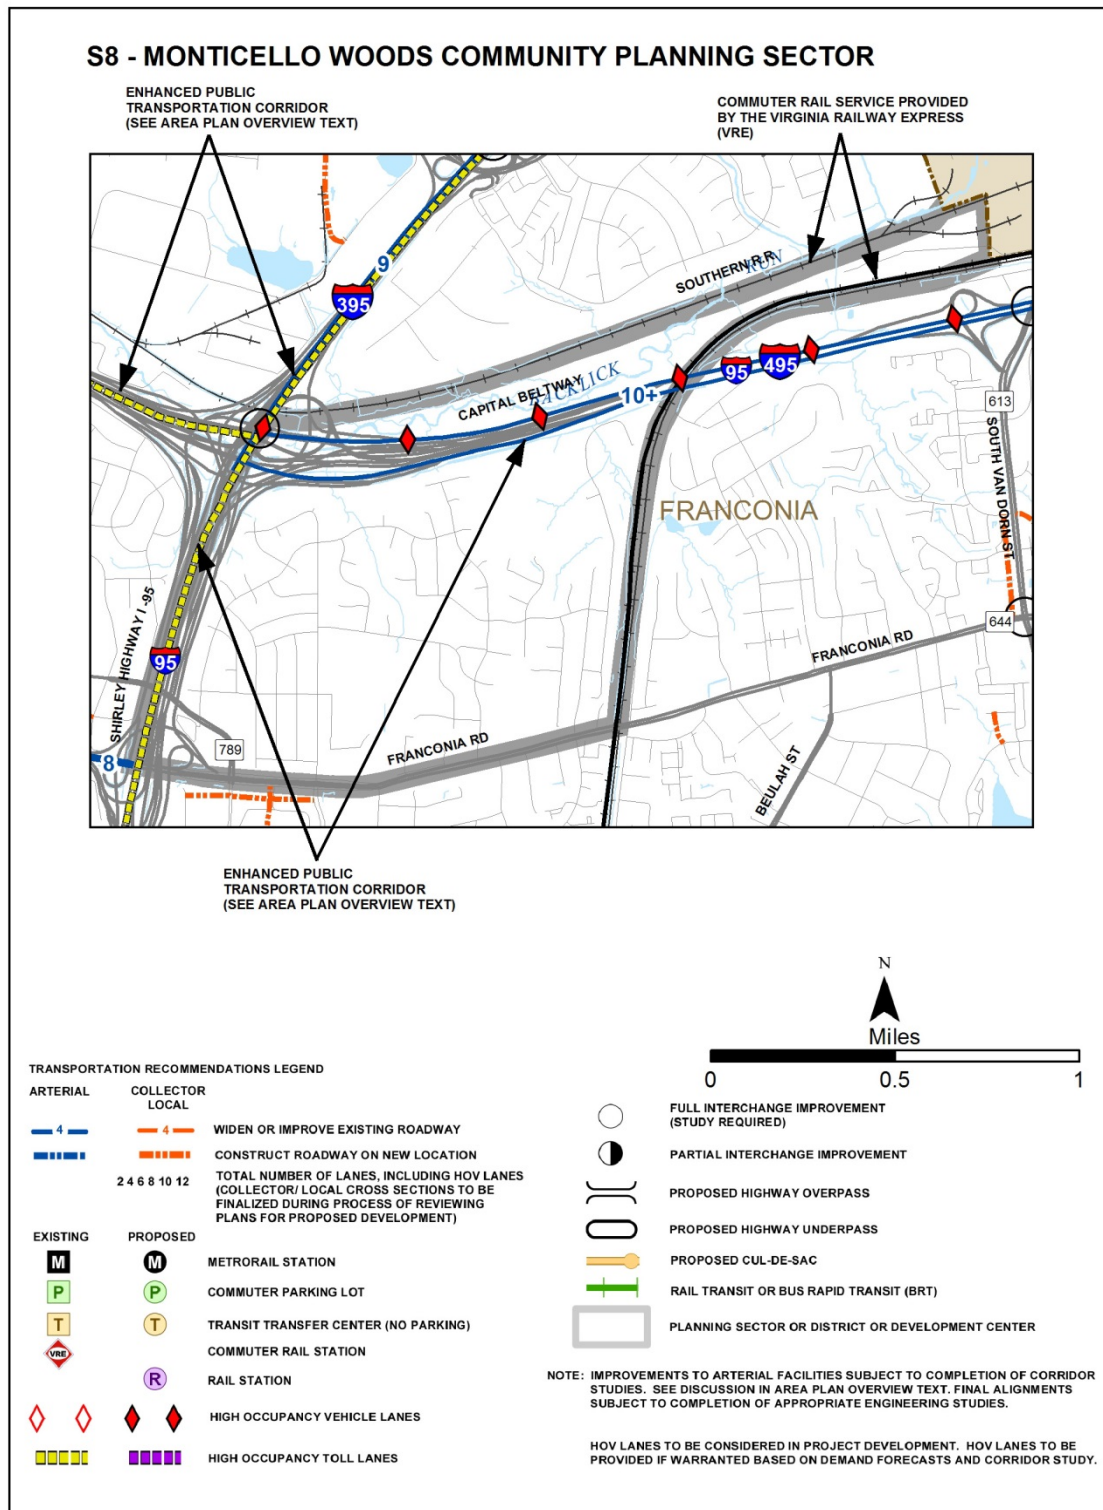 S8 - MONTICELLO WOODS COMMUNITY PLANNING SECTOR
ENHANCED PUBLIC
TRANSPORTATION CORRIDOR
(SEE AREA PLAN OVERVIEW TEXT)
COMMUTER RAIL SERVICE PROVIDED
BY THE VIRGINIA RAILWAY EXPRESS
(VRE)
9
395
SOUTHERN R.R.
RUN
CAPITAL BELTWAY
BACKLICK
10+
95
495
613
SOUTH VAN DORN ST
FRANCONIA
644
SHIRLEY HIGHWAY I -95
95
FRANCONIA RD
789
FRANCONIA RD
8
BEULAH ST
ENHANCED PUBLIC
TRANSPORTATION CORRIDOR
(SEE AREA PLAN OVERVIEW TEXT)
N
Miles
0 0.5 1
TRANSPORTATION RECOMMENDATIONS LEGEND
ARTERIAL COLLECTOR
LOCAL
4 4 WIDEN OR IMPROVE EXISTING ROADWAY
CONSTRUCT ROADWAY ON NEW LOCATION
2 4 6 8 10 12 TOTAL NUMBER OF LANES, INCLUDING HOV LANES
(COLLECTOR/ LOCAL CROSS SECTIONS TO BE
FINALIZED DURING PROCESS OF REVIEWING
PLANS FOR PROPOSED DEVELOPMENT)
EXISTING PROPOSED
M M METRORAIL STATION
P P COMMUTER PARKING LOT
T T TRANSIT TRANSFER CENTER (NO PARKING)
VRE COMMUTER RAIL STATION
R RAIL STATION
HIGH OCCUPANCY VEHICLE LANES
HIGH OCCUPANCY TOLL LANES
FULL INTERCHANGE IMPROVEMENT
(STUDY REQUIRED)
PARTIAL INTERCHANGE IMPROVEMENT
PROPOSED HIGHWAY OVERPASS
PROPOSED HIGHWAY UNDERPASS
PROPOSED CUL-DE-SAC
RAIL TRANSIT OR BUS RAPID TRANSIT (BRT)
PLANNING SECTOR OR DISTRICT OR DEVELOPMENT CENTER
NOTE: IMPROVEMENTS TO ARTERIAL FACILITIES SUBJECT TO COMPLETION OF CORRIDOR
STUDIES. SEE DISCUSSION IN AREA PLAN OVERVIEW TEXT. FINAL ALIGNMENTS
SUBJECT TO COMPLETION OF APPROPRIATE ENGINEERING STUDIES.
HOV LANES TO BE CONSIDERED IN PROJECT DEVELOPMENT. HOV LANES TO BE
PROVIDED IF WARRANTED BASED ON DEMAND FORECASTS AND CORRIDOR STUDY.